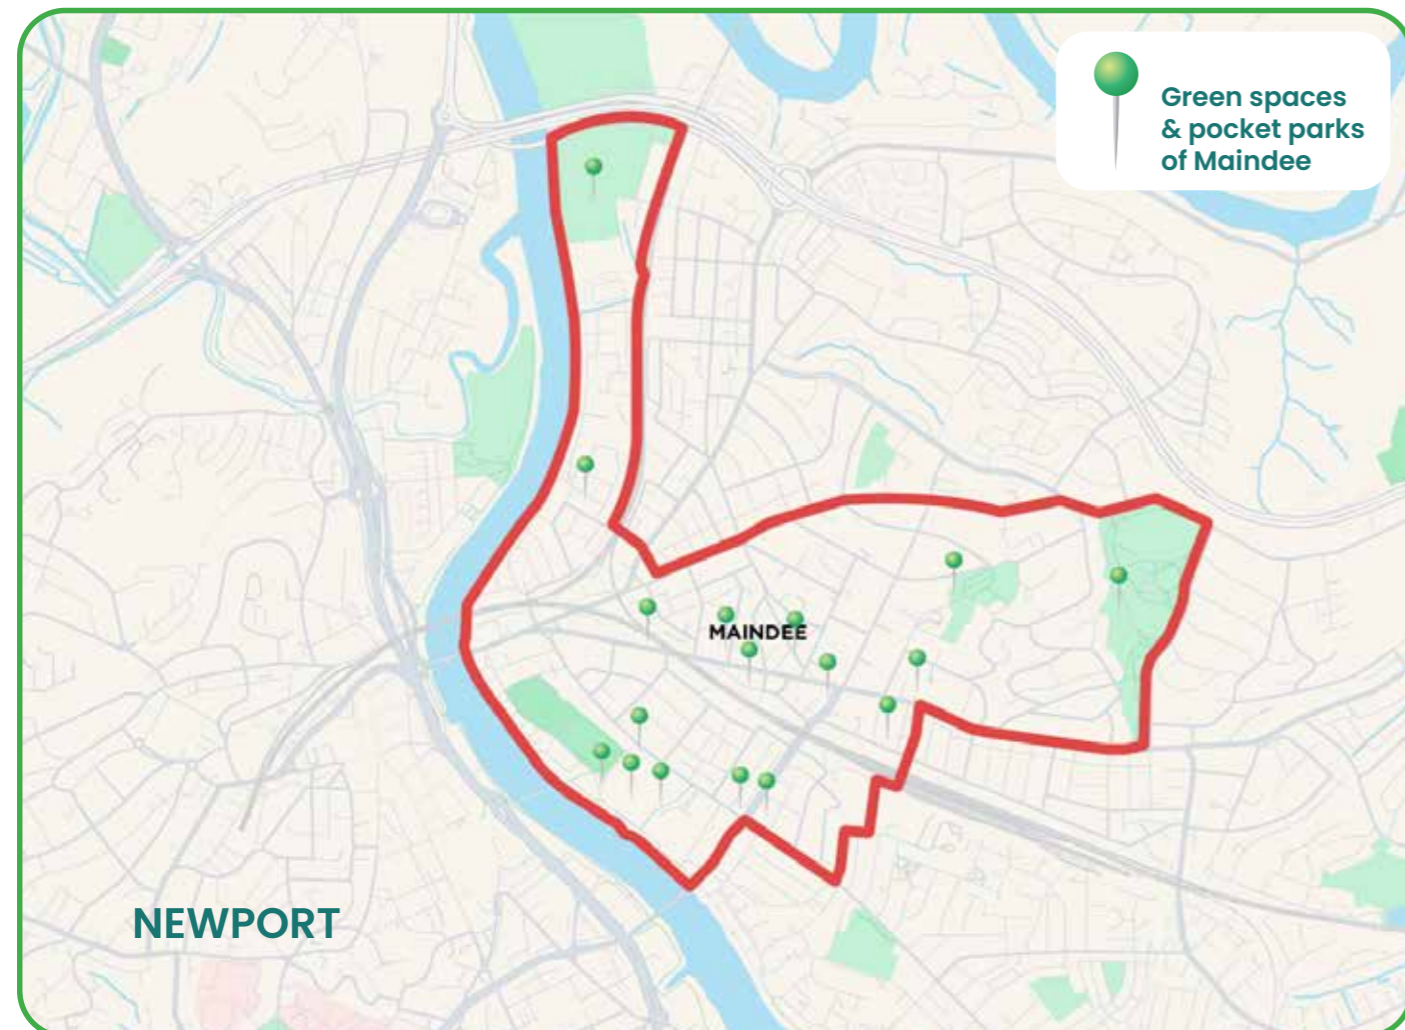 Green spaces
& pocket parks
of Maindee
MAINDEE
NEWPORT